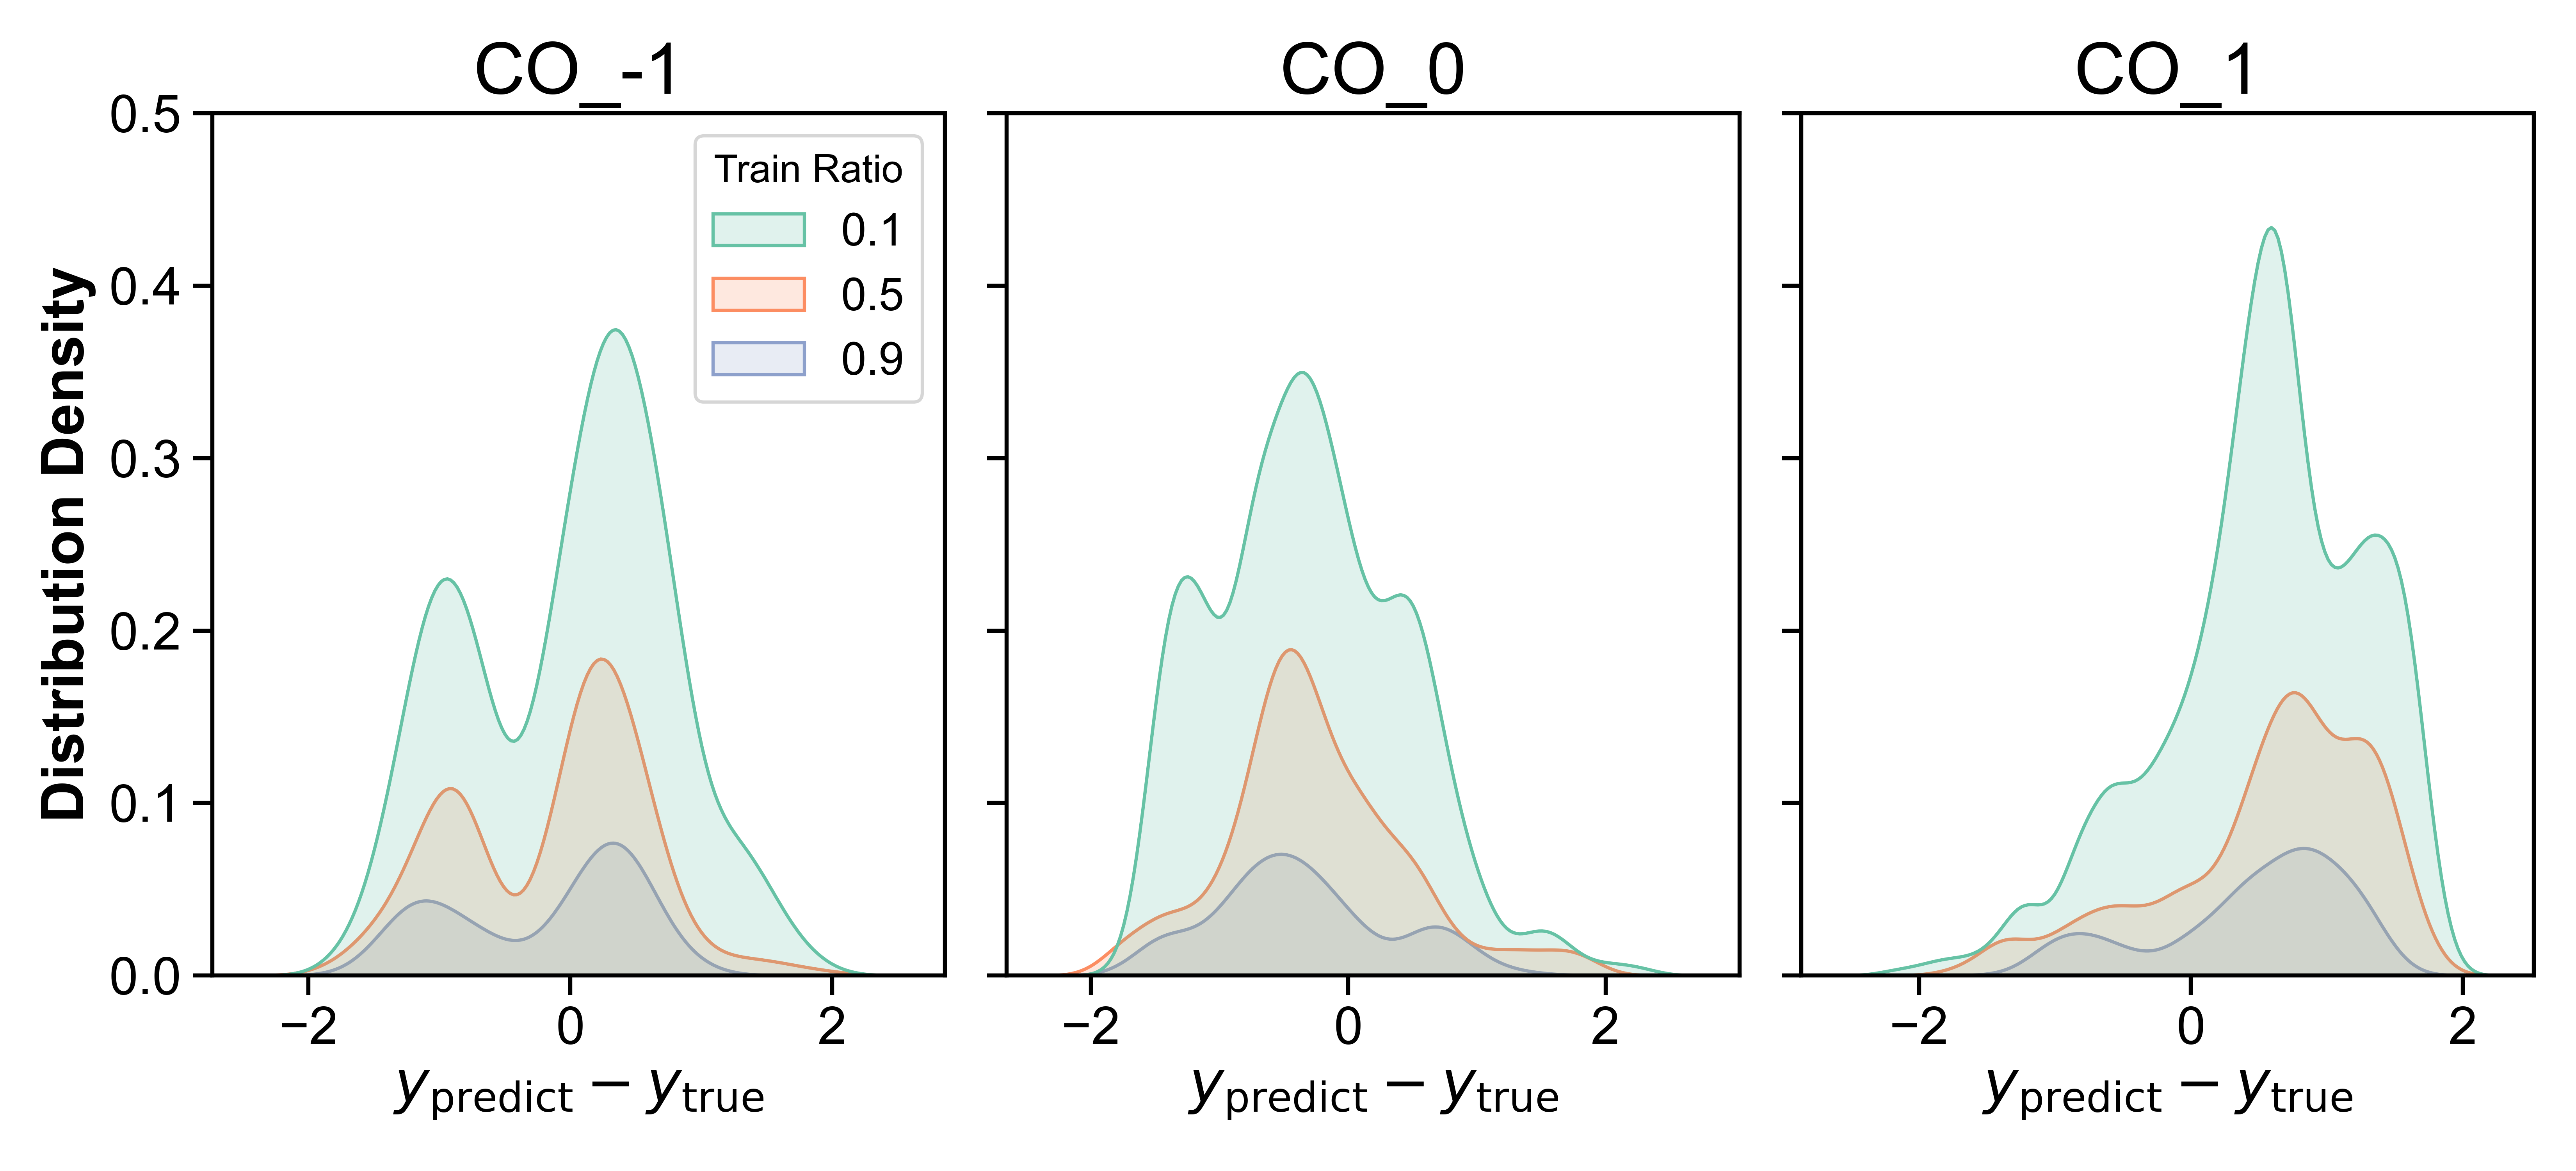 CO_-1
CO_0
CO_1
Distribution Density
0.5
0.4
0.3
0.2
0.1
0.0
Train Ratio
0.1
0.5
0.9
−2 0 2
−2 0 2
−2 0 2
ypredict − ytrue
ypredict − ytrue
ypredict − ytrue